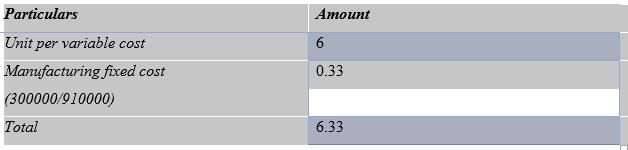 Particulars Amount
Unit per variable cost 6
Manufacturing fixed cost 0.33
(300000/910000)
Total 6.33